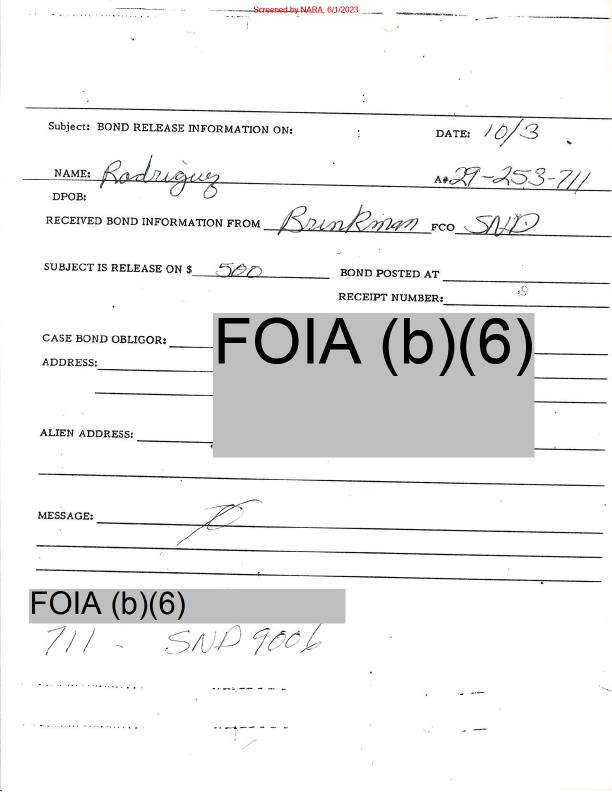 Screened by NARA, 6/1/2023
Subject: BOND RELEASE INFORMATION ON: DATE: 10/3
NAME: Rodriguez A# 29-253-711
DPOB:
RECEIVED BOND INFORMATION FROM Brinkman FCO SND
SUBJECT IS RELEASE ON $ 500 BOND POSTED AT
RECEIPT NUMBER:
CASE BOND OBLIGOR: FOIA (b)(6)
ADDRESS:
ALIEN ADDRESS:
MESSAGE:
FOIA (b)(6)
711 - SND 9006